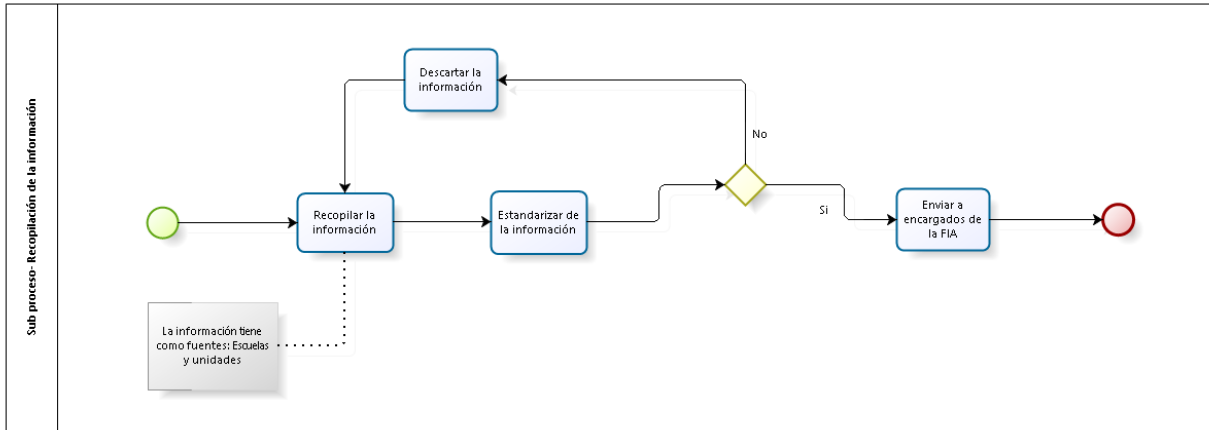 Sub proceso- Recopilación de la información
Descartar la
información
No
Recopilar la
información
Estandarizar de
la información
Si
Enviar a
encargados de
la FIA
La información tiene
como fuentes: Escuelas
y unidades